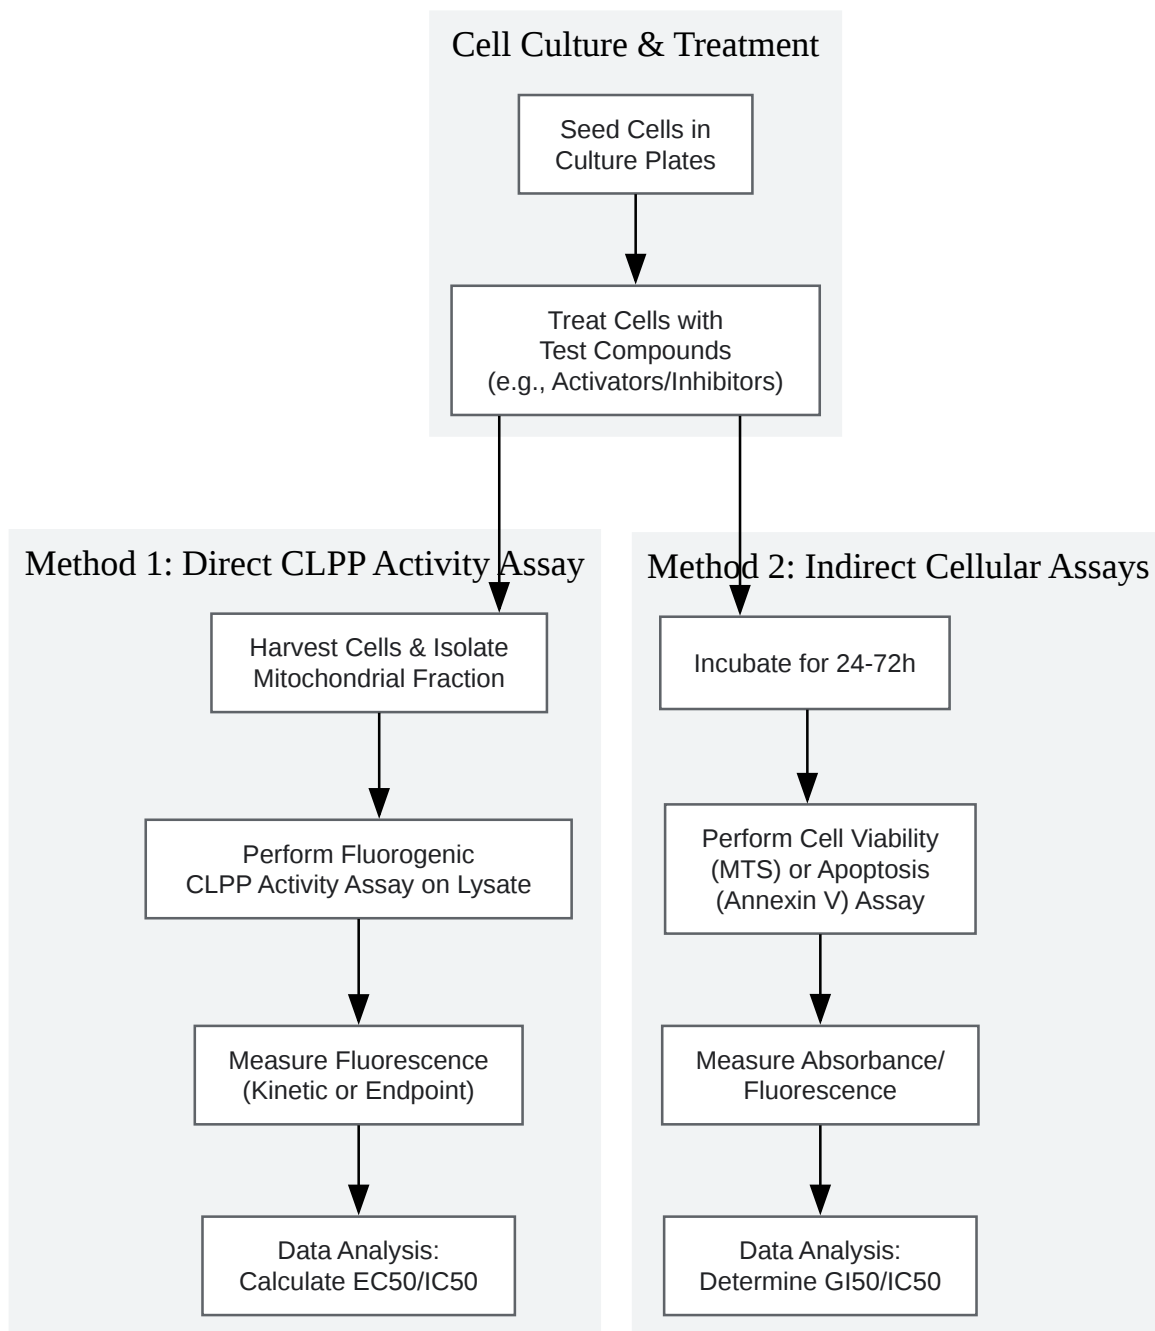 Cell Culture & Treatment
Seed Cells in
Culture Plates
Treat Cells with
Test Compounds
(e.g., Activators/Inhibitors)
Method 1: Direct CLPP Activity Assay
Harvest Cells & Isolate
Mitochondrial Fraction
Perform Fluorogenic
CLPP Activity Assay on Lysate
Measure Fluorescence
(Kinetic or Endpoint)
Data Analysis:
Calculate EC50/IC50
Method 2: Indirect Cellular Assays
Incubate for 24-72h
Perform Cell Viability
(MTS) or Apoptosis
(Annexin V) Assay
Measure Absorbance/
Fluorescence
Data Analysis:
Determine GI50/IC50